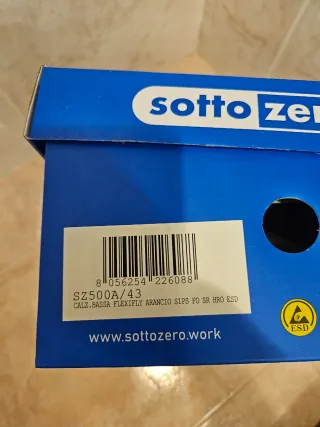 sotto zer
8 056254 226088
SZ500A/43
CALZ.BASSA FLEXIFLY ARANCIO S1PS FO SR HRO ESD
ESD
www.sottozero.work